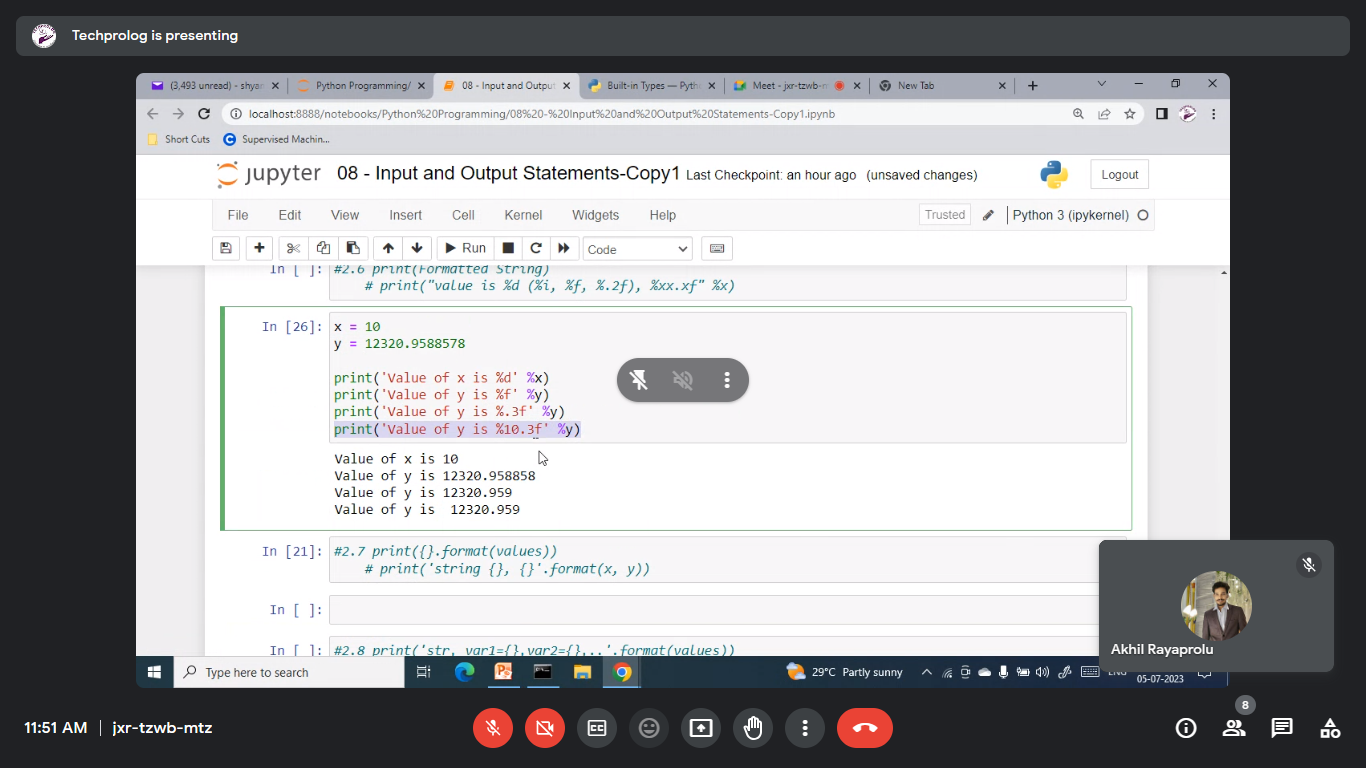 Techprolog is presenting
(3,493 unread) - shyar
Python Programming/
08 - Input and Output
Built-in Types — Pyth
Meet - jxr-tzwb-m
New Tab
localhost:8888/notebooks/Python%20Programming/08%20-%20Input%20and%20Output%20Statements-Copy1.ipynb
Short Cuts
Supervised Machin...
jupyter 08 - Input and Output Statements-Copy1 Last Checkpoint: an hour ago (unsaved changes)
Logout
File Edit View Insert Cell Kernel Widgets Help
Trusted
Python 3 (ipykernel)
Run
Code
In [ ]: #2.6 print(Formatted String)
# print("value is %d (%i, %f, %.2f), %xx.xf" %x)
In [26]: x = 10
y = 12320.9588578
print('Value of x is %d' %x)
print('Value of y is %f' %y)
print('Value of y is %.3f' %y)
print('Value of y is %10.3f' %y)
Value of x is 10
Value of y is 12320.958858
Value of y is 12320.959
Value of y is  12320.959
In [21]: #2.7 print({}.format(values))
# print('string {}, {}'.format(x, y))
In [ ]:
In [ ]: #2.8 print('str, var1={},var2={},..'.format(values))
Akhil Rayaprolu
Type here to search
29°C Partly sunny
ENG
05-07-2023
11:51 AM | jxr-tzwb-mtz
8